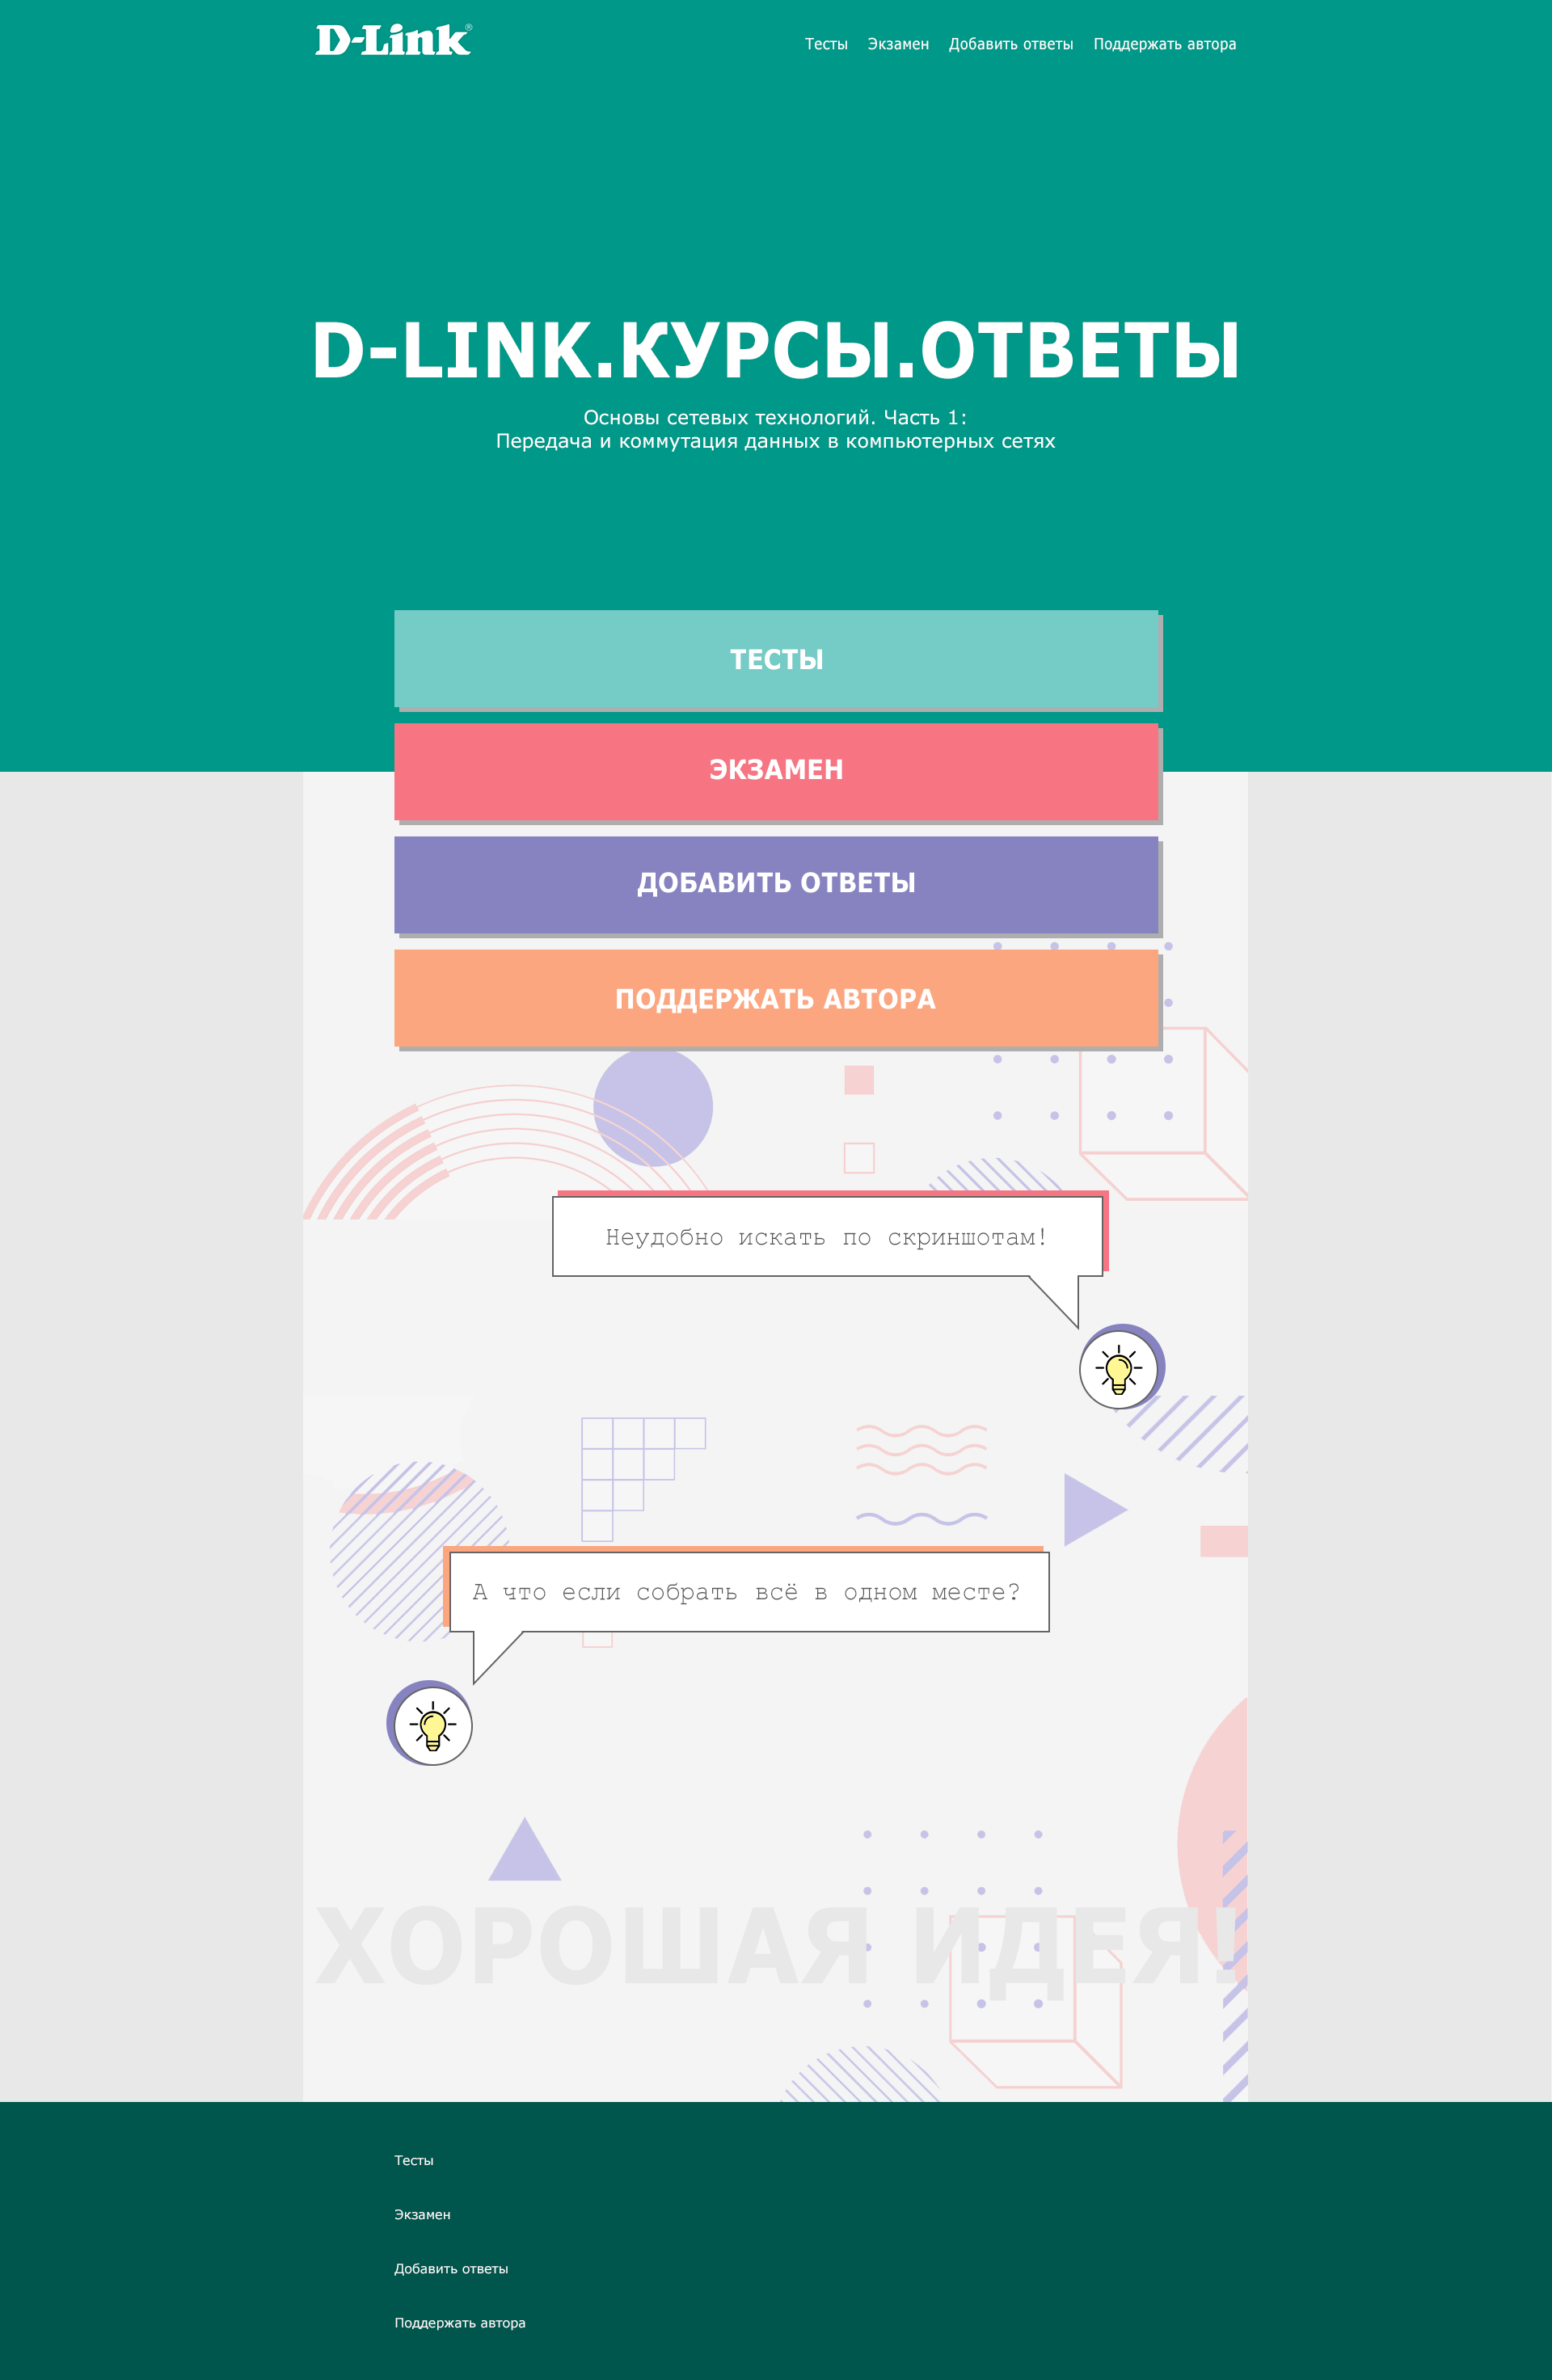 D-Link®
Тесты Экзамен Добавить ответы Поддержать автора
D-LINK.КУРСЫ.ОТВЕТЫ
Основы сетевых технологий. Часть 1:
Передача и коммутация данных в компьютерных сетях
ТЕСТЫ
ЭКЗАМЕН
ДОБАВИТЬ ОТВЕТЫ
ПОДДЕРЖАТЬ АВТОРА
Неудобно искать по скриншотам!
А что если собрать всё в одном месте?
ХОРОШАЯ ИДЕЯ!
Тесты
Экзамен
Добавить ответы
Поддержать автора